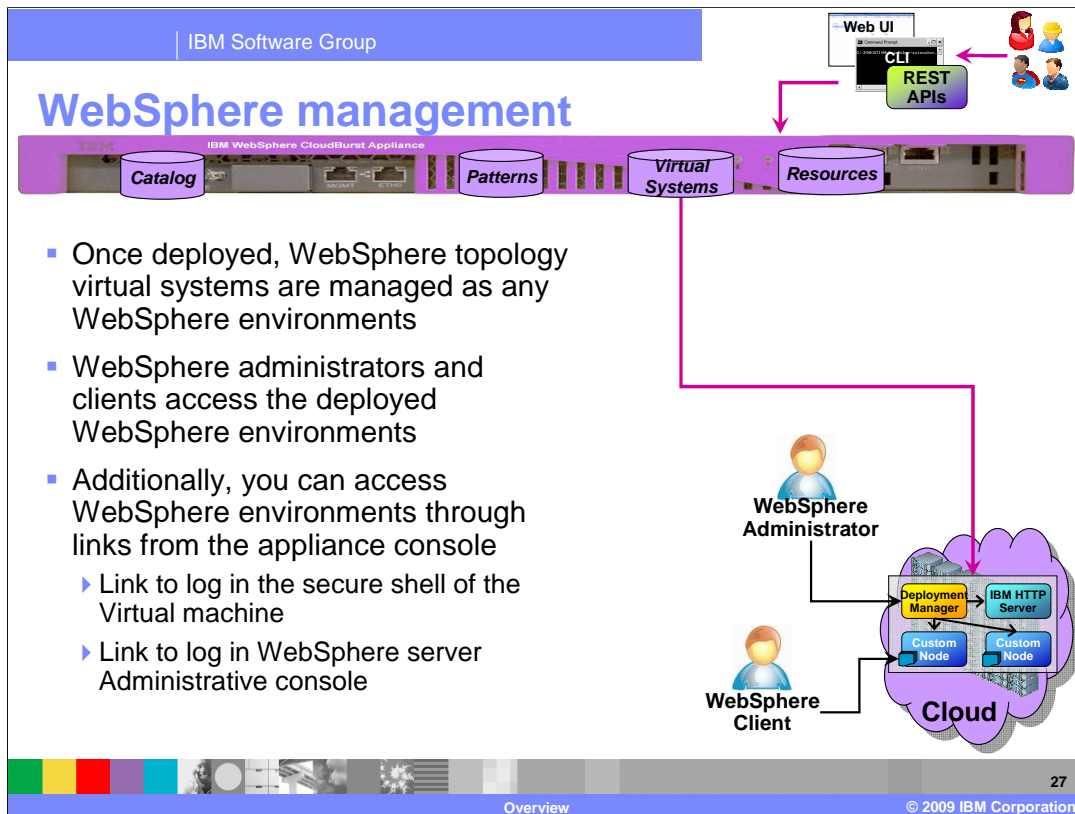 IBM Software Group
Web UI
Command Prompt
CLI
REST
APIs
WebSphere management
IBM
IBM WebSphere CloudBurst Appliance
MGMT
ETH0
Catalog
Patterns
Virtual
Systems
Resources
Once deployed, WebSphere topology
virtual systems are managed as any
WebSphere environments
WebSphere administrators and
clients access the deployed
WebSphere environments
Additionally, you can access
WebSphere environments through
links from the appliance console
Link to log in the secure shell of the
Virtual machine
Link to log in WebSphere server
Administrative console
WebSphere
Administrator
Deployment
Manager
IBM HTTP
Server
Custom
Node
Custom
Node
WebSphere
Client
Cloud
27
Overview
© 2009 IBM Corporation